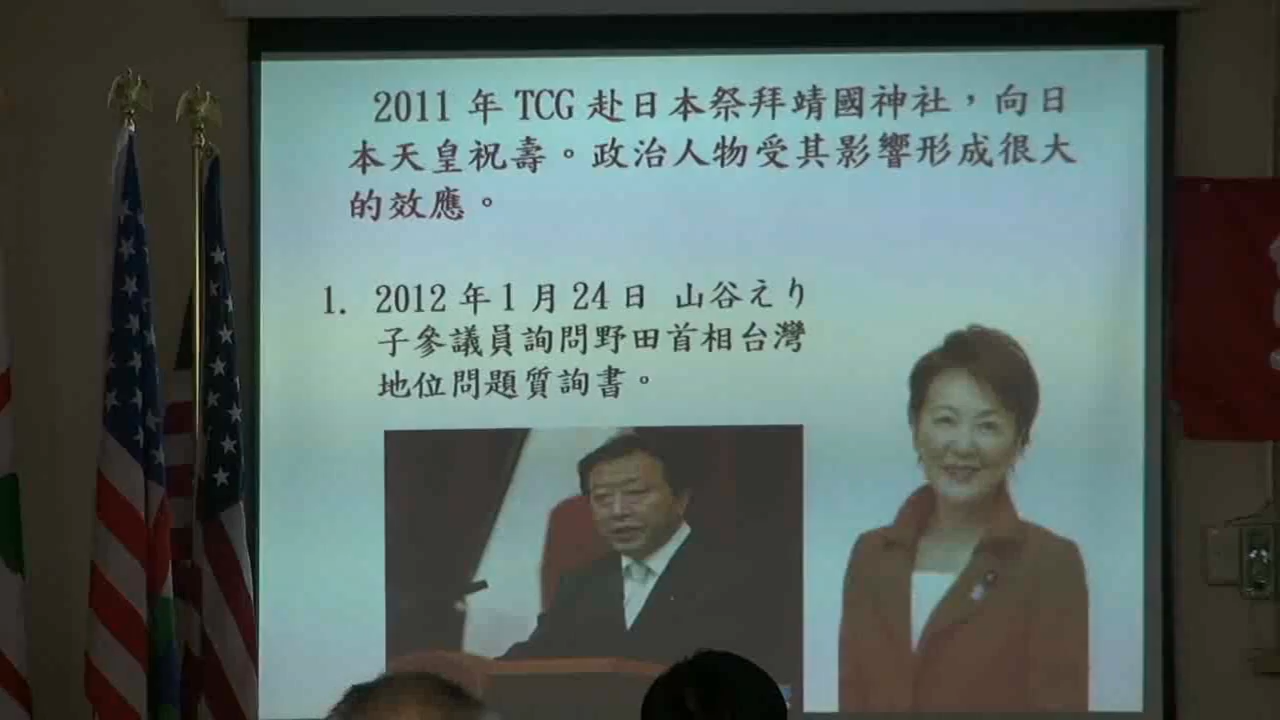 2011 年 TCG 赴日本祭拜靖國神社，向日
本天皇祝壽。政治人物受其影響形成很大
的效應。
1. 2012 年 1 月 24 日 山谷えり
子參議員詢問野田首相台灣
地位問題質詢書。